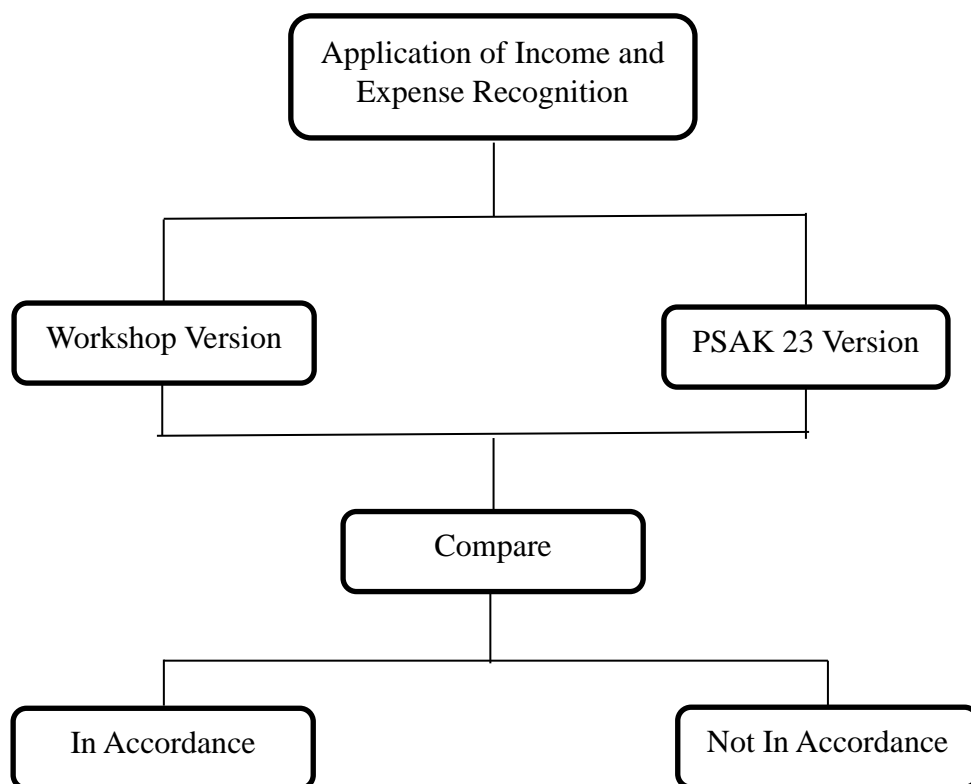 Application of Income and
Expense Recognition
Workshop Version
PSAK 23 Version
Compare
In Accordance
Not In Accordance